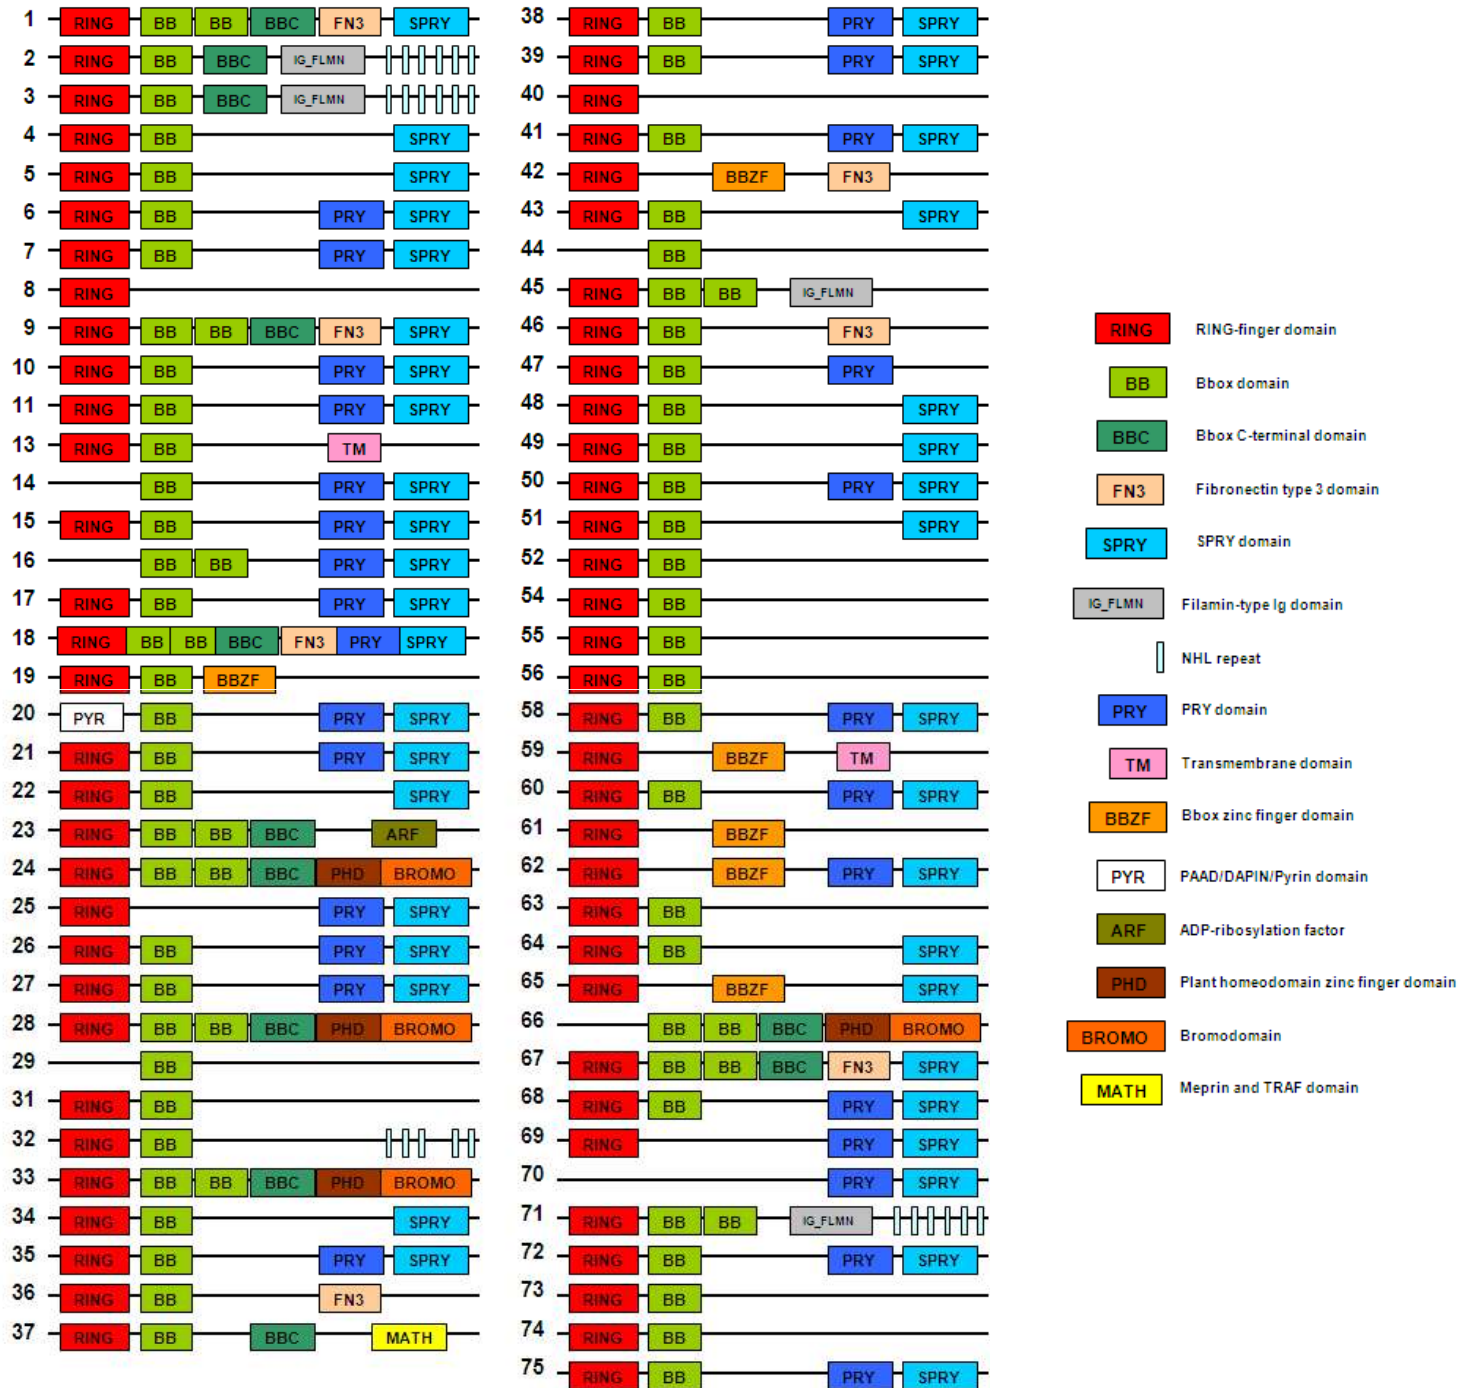 1 RING BB BB BBC FN3 SPRY
2 RING BB BBC IG_FLMN
3 RING BB BBC IG_FLMN
4 RING BB SPRY
5 RING BB SPRY
6 RING BB PRY SPRY
7 RING BB PRY SPRY
8 RING
9 RING BB BB BBC FN3 SPRY
10 RING BB PRY SPRY
11 RING BB PRY SPRY
13 RING BB TM
14 BB PRY SPRY
15 RING BB PRY SPRY
16 BB BB PRY SPRY
17 RING BB PRY SPRY
18 RING BB BB BBC FN3 PRY SPRY
19 RING BB BBZF
20 PYR BB PRY SPRY
21 RING BB PRY SPRY
22 RING BB SPRY
23 RING BB BB BBC ARF
24 RING BB BB BBC PHD BROMO
25 RING PRY SPRY
26 RING BB PRY SPRY
27 RING BB PRY SPRY
28 RING BB BB BBC PHD BROMO
29 BB
31 RING BB
32 RING BB
33 RING BB BB BBC PHD BROMO
34 RING BB SPRY
35 RING BB PRY SPRY
36 RING BB FN3
37 RING BB BBC MATH
38 RING BB PRY SPRY
39 RING BB PRY SPRY
40 RING
41 RING BB PRY SPRY
42 RING BBZF FN3
43 RING BB SPRY
44 BB
45 RING BB BB IG_FLMN
46 RING BB FN3
47 RING BB PRY
48 RING BB SPRY
49 RING BB SPRY
50 RING BB PRY SPRY
51 RING BB SPRY
52 RING BB
54 RING BB
55 RING BB
56 RING BB
58 RING BB PRY SPRY
59 RING BBZF TM
60 RING BB PRY SPRY
61 RING BBZF
62 RING BBZF PRY SPRY
63 RING BB
64 RING BB SPRY
65 RING BBZF SPRY
66 BB BB BBC PHD BROMO
67 RING BB BB BBC FN3 SPRY
68 RING BB PRY SPRY
69 RING PRY SPRY
70 PRY SPRY
71 RING BB BB IG_FLMN
72 RING BB PRY SPRY
73 RING BB
74 RING BB
75 RING BB PRY SPRY
RING RING-finger domain
BB Bbox domain
BBC Bbox C-terminal domain
FN3 Fibronectin type 3 domain
SPRY SPRY domain
IG_FLMN Filamin-type Ig domain
NHL repeat
PRY PRY domain
TM Transmembrane domain
BBZF Bbox zinc finger domain
PYR PAAD/DAPIN/Pyrin domain
ARF ADP-ribosylation factor
PHD Plant homeodomain zinc finger domain
BROMO Bromodomain
MATH Meprin and TRAF domain